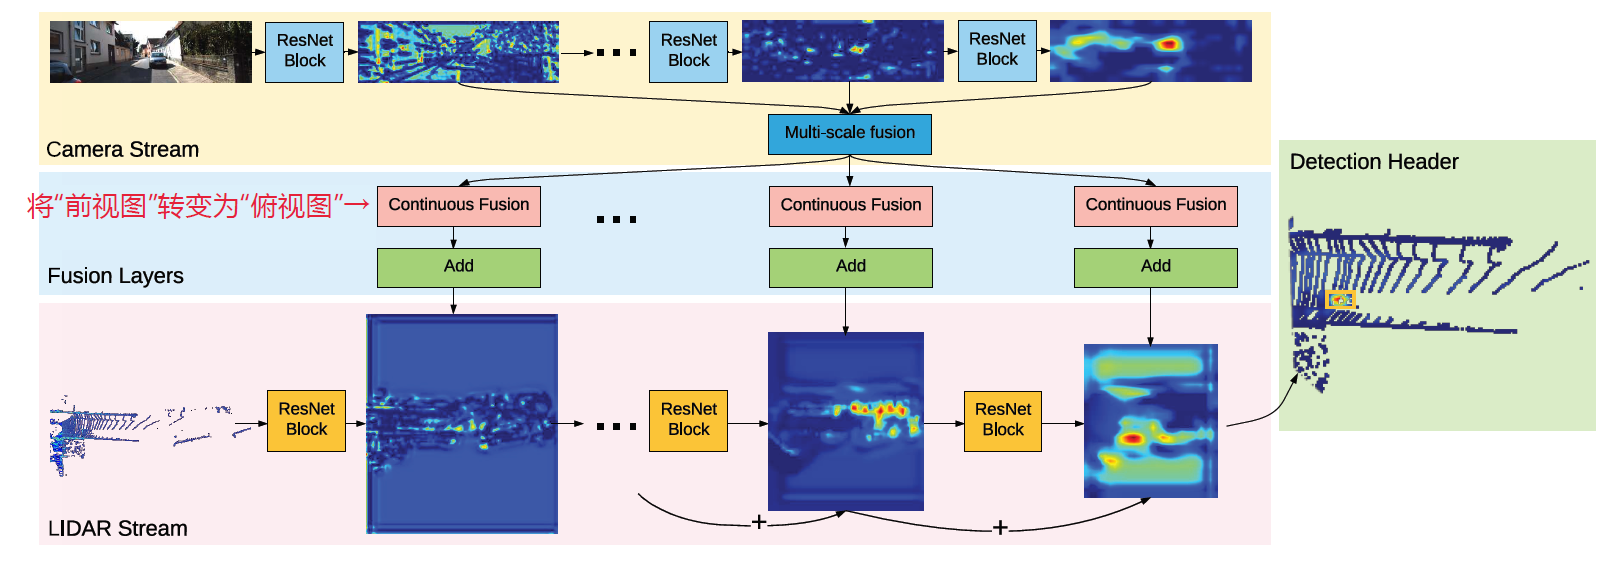 ResNet
Block
ResNet
Block
ResNet
Block
Multi-scale fusion
Camera Stream
Detection Header
将“前视图”转变为“俯视图”→
Continuous Fusion
Continuous Fusion
Continuous Fusion
Add
Add
Add
Fusion Layers
ResNet
Block
ResNet
Block
ResNet
Block
+
+
LIDAR Stream